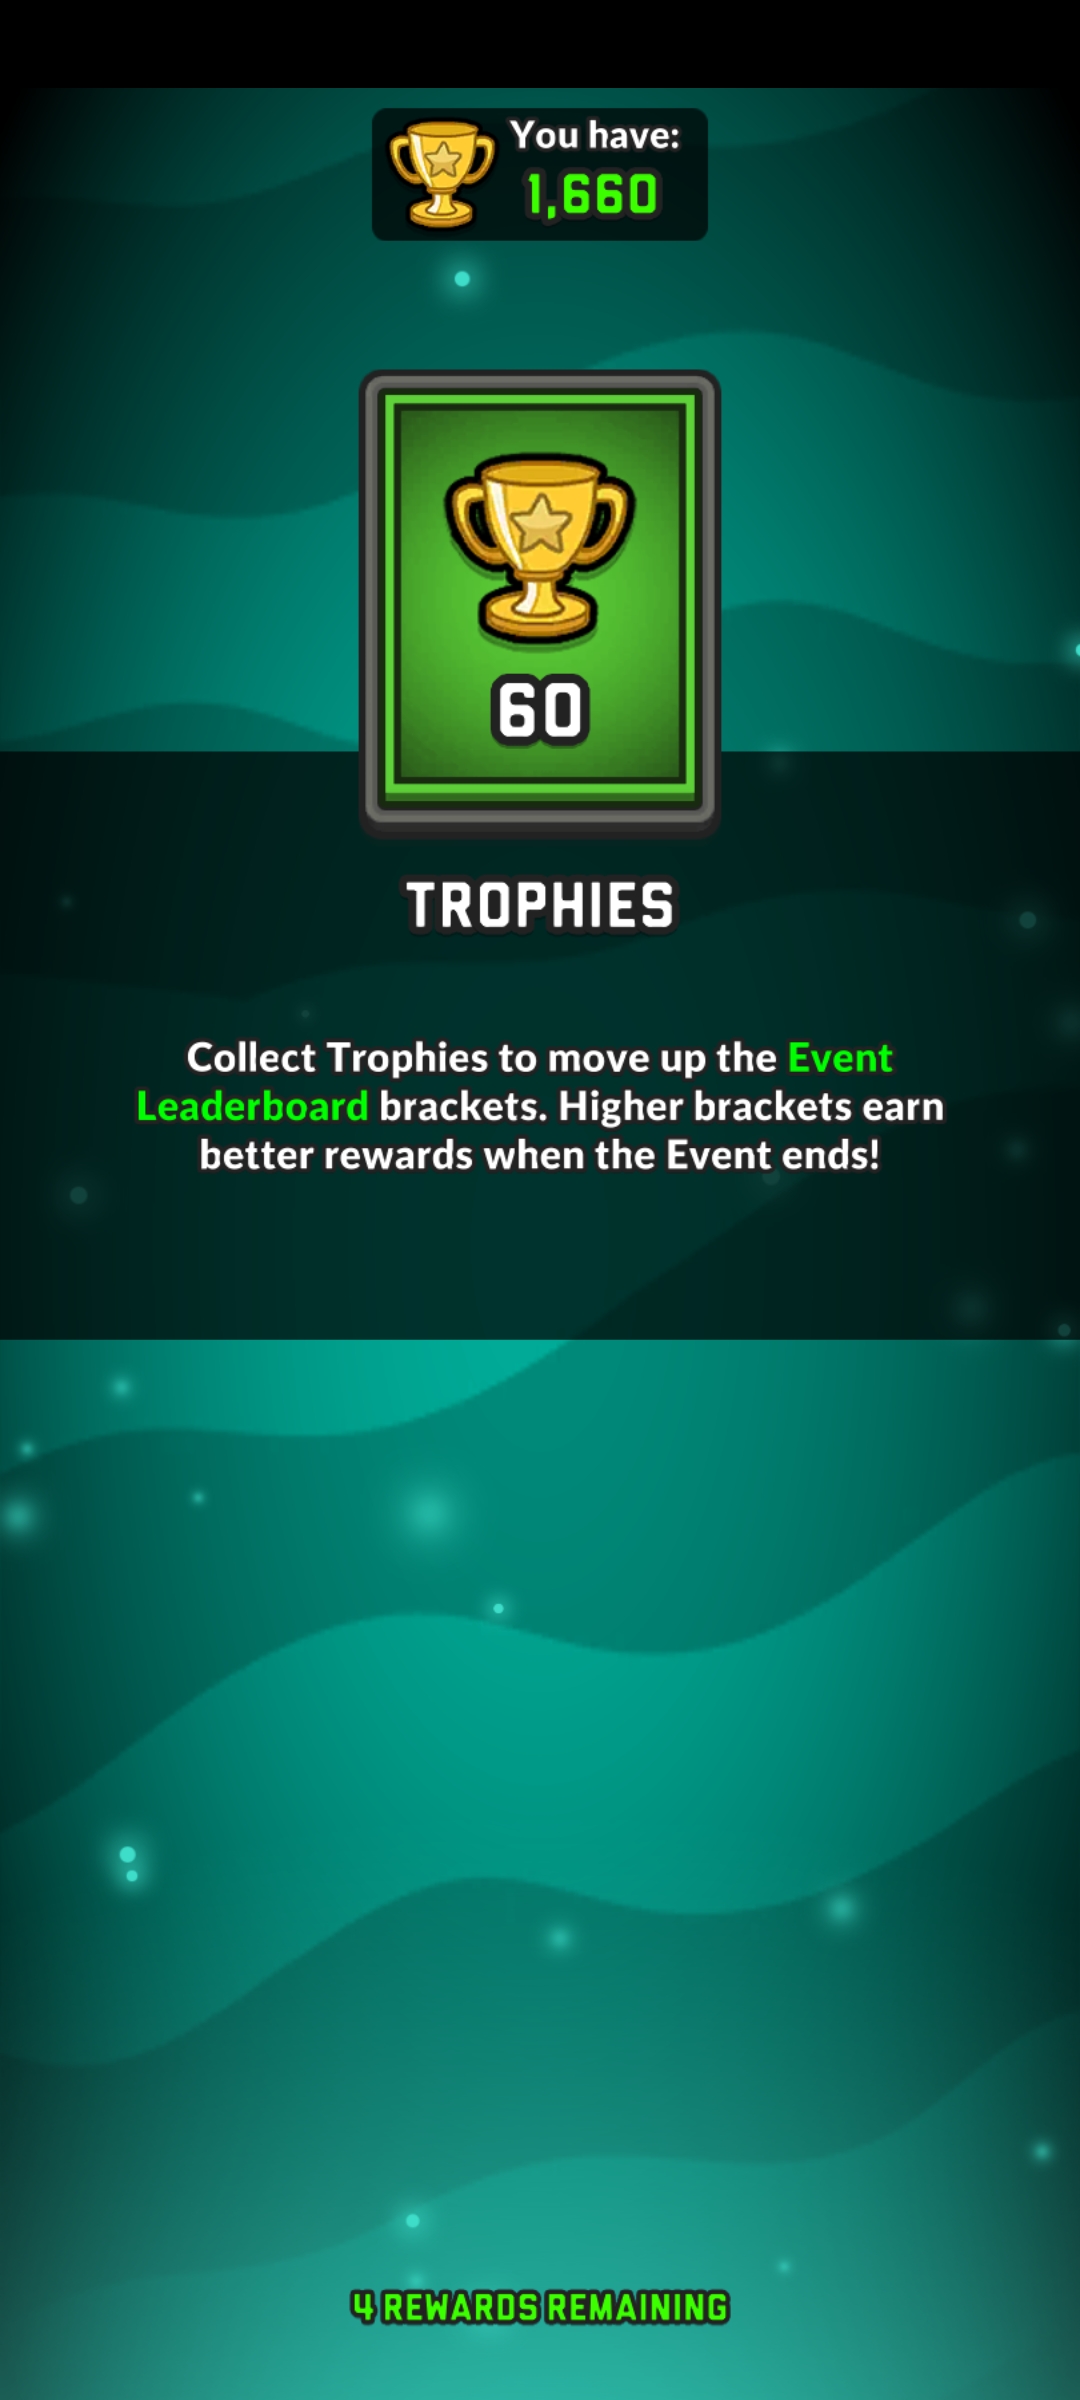 You have:
1,660
60
TROPHIES
Collect Trophies to move up the Event
Leaderboard brackets. Higher brackets earn
better rewards when the Event ends!
4 REWARDS REMAINING